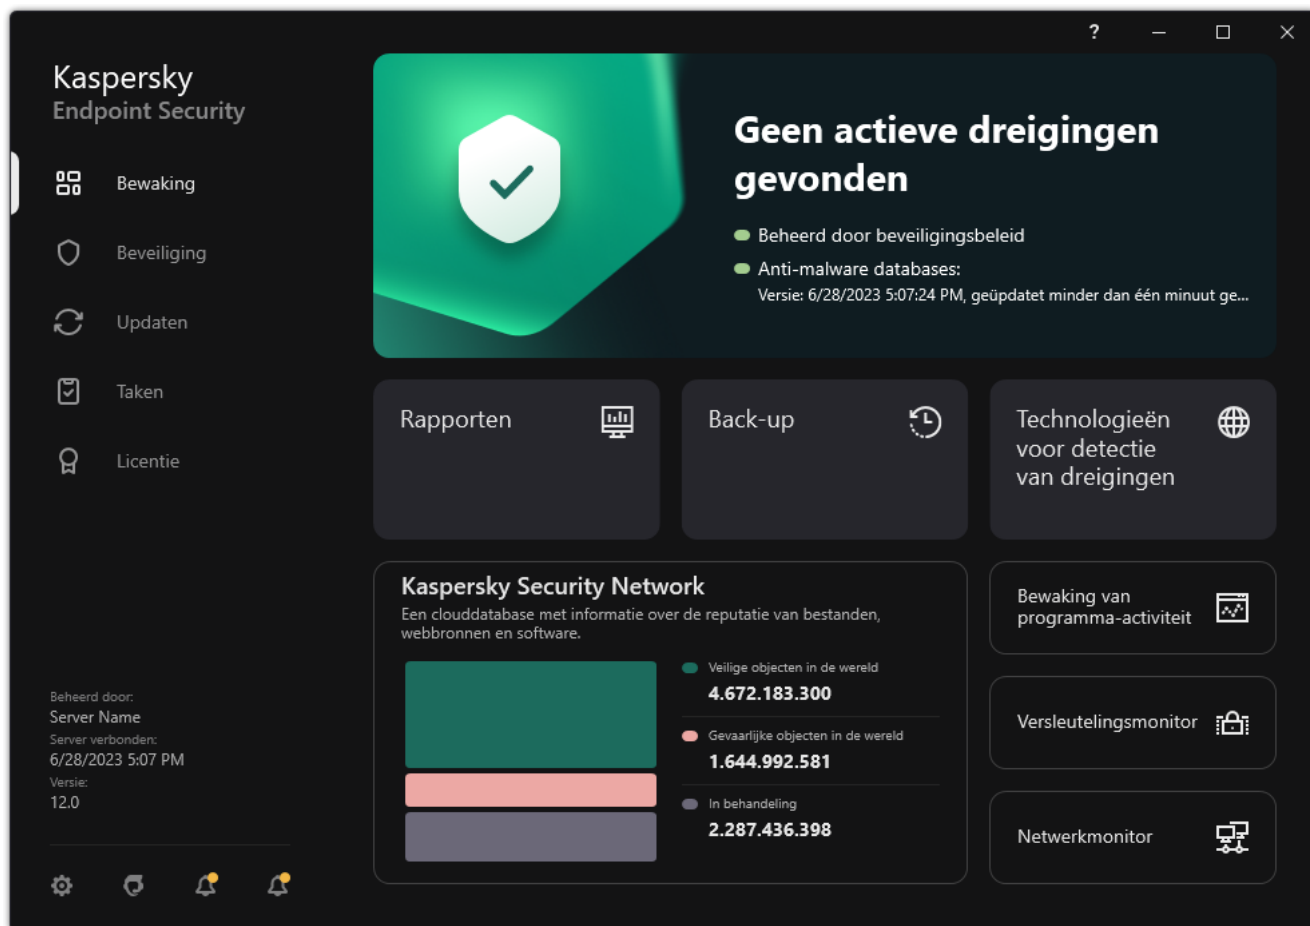 ?
Kaspersky
Endpoint Security
Bewaking
Beveiliging
Updaten
Taken
Licentie
Beheerd door:
Server Name
Server verbonden:
6/28/2023 5:07 PM
Versie:
12.0
Geen actieve dreigingen
gevonden
Beheerd door beveiligingsbeleid
Anti-malware databases:
Versie: 6/28/2023 5:07:24 PM, geüpdatet minder dan één minuut ge...
Rapporten
Back-up
Technologieën
voor detectie
van dreigingen
Kaspersky Security Network
Een clouddatabase met informatie over de reputatie van bestanden,
webbronnen en software.
Veilige objecten in de wereld
4.672.183.300
Gevaarlijke objecten in de wereld
1.644.992.581
In behandeling
2.287.436.398
Bewaking van
programma-activiteit
Versleutelingsmonitor
Netwerkmonitor